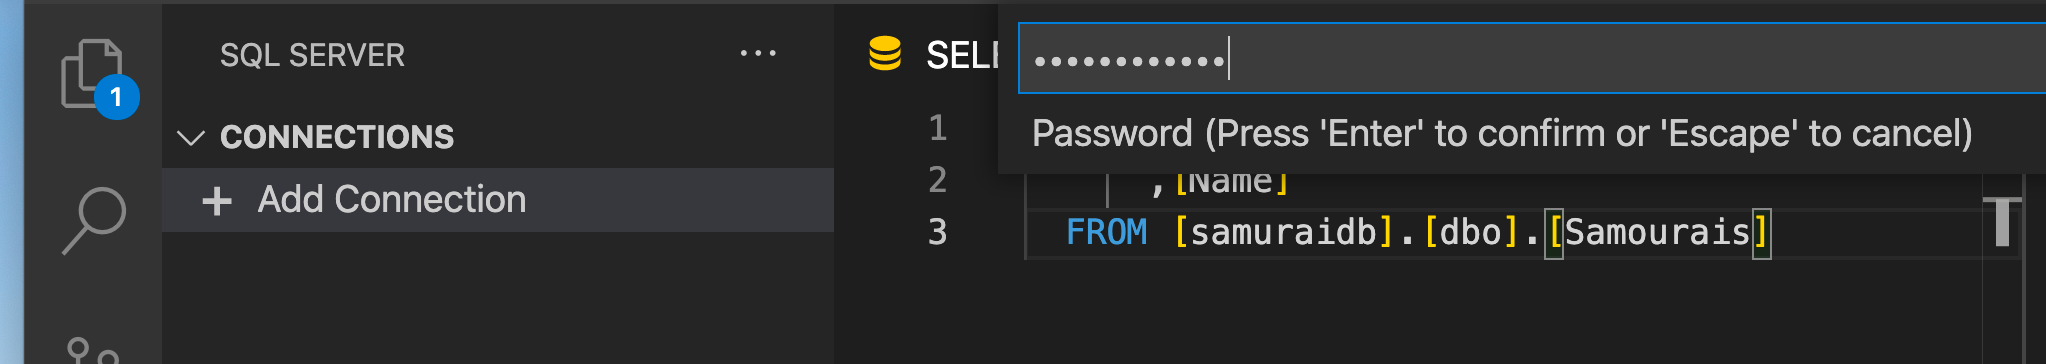 SQL SERVER
CONNECTIONS
Add Connection
1
SELE
••••••••••••
Password (Press 'Enter' to confirm or 'Escape' to cancel)
1
2 ,[Name]
3 FROM [samuraidb].[dbo].[Samourais]